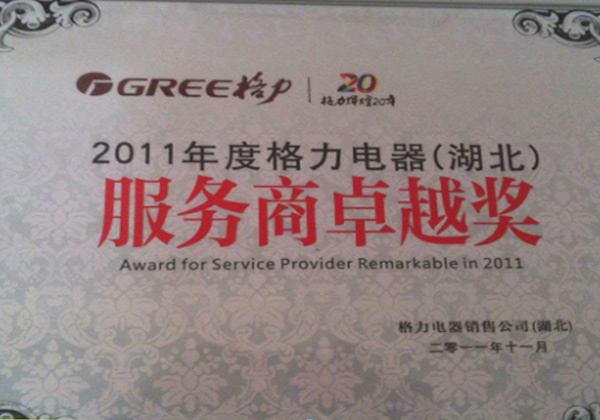 GREE格力 20
格力辉煌20年
2011年度格力电器(湖北)
服务商卓越奖
Award for Service Provider Remarkable in 2011
格力电器销售公司(湖北)
二零一一年十一月